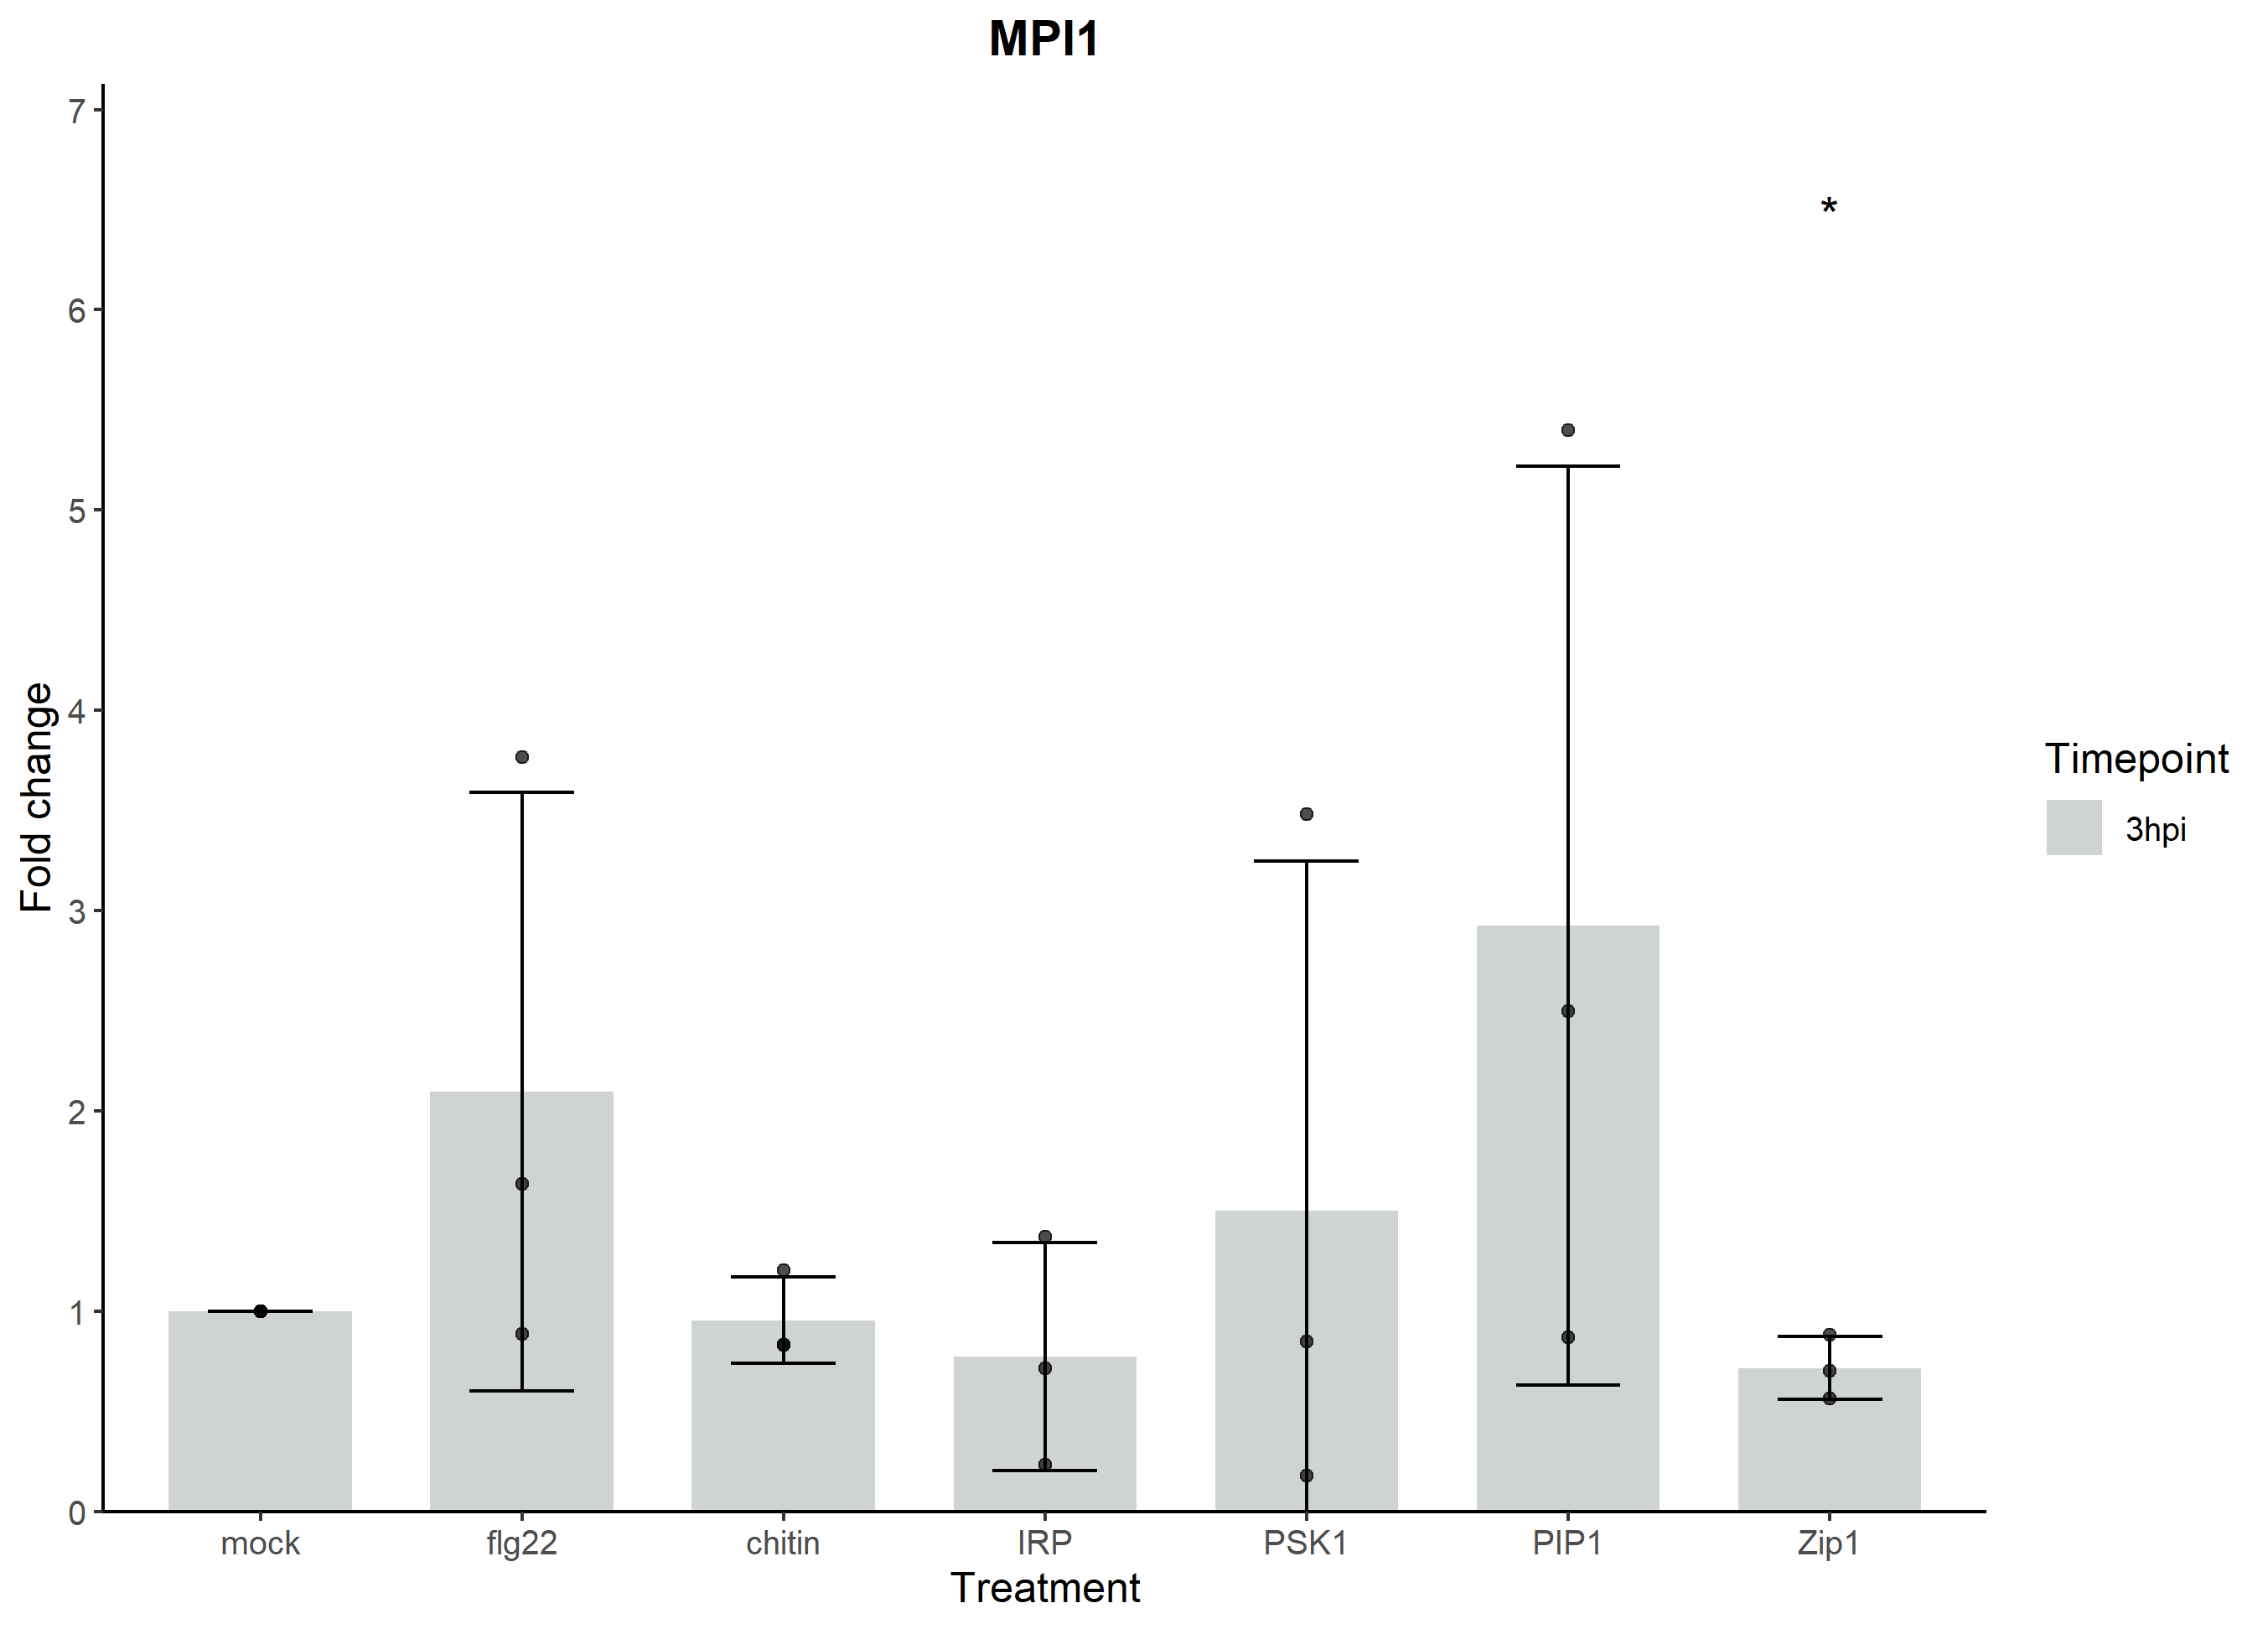 MPI1
7
*
6
5
4
3
2
1
0
Fold change
mock flg22 chitin IRP PSK1 PIP1 Zip1
Treatment
Timepoint
3hpi